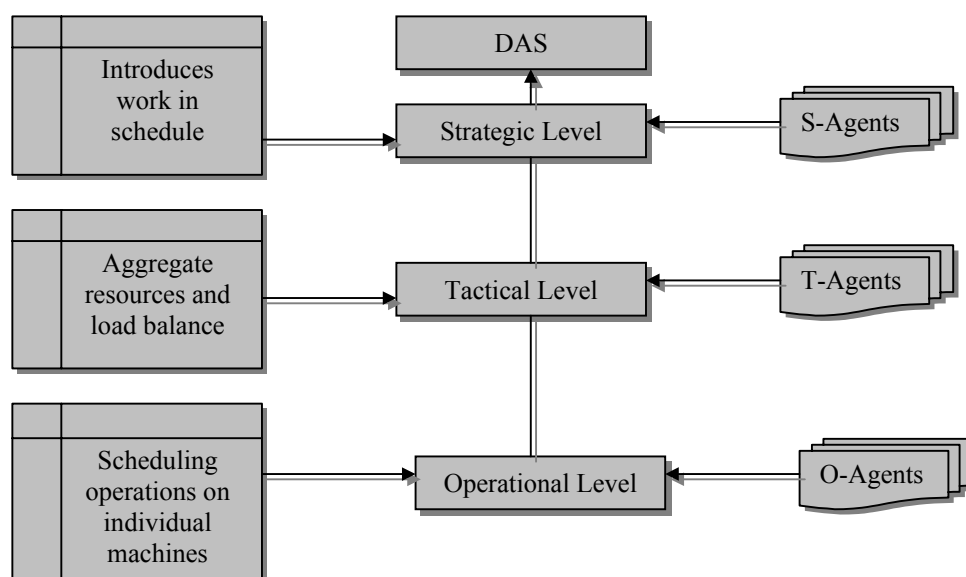 DAS
Introduces
work in
schedule
Strategic Level
S-Agents
Aggregate
resources and
load balance
Tactical Level
T-Agents
Scheduling
operations on
individual
machines
Operational Level
O-Agents